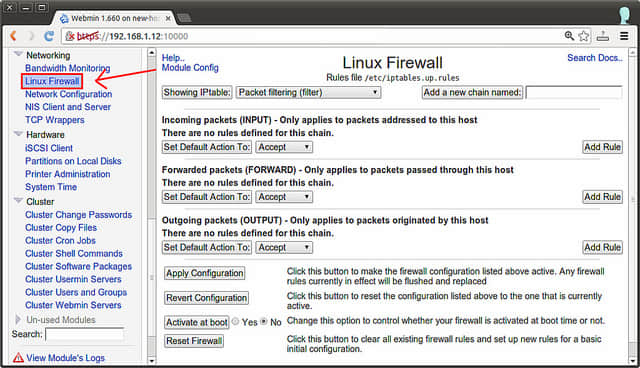 Webmin 1.660 on new-ho
https://192.168.1.12:10000
Networking
Bandwidth Monitoring
Linux Firewall
Network Configuration
NIS Client and Server
TCP Wrappers
Hardware
iSCSI Client
Partitions on Local Disks
Printer Administration
System Time
Cluster
Cluster Change Passwords
Cluster Copy Files
Cluster Cron Jobs
Cluster Shell Commands
Cluster Software Packages
Cluster Usermin Servers
Cluster Users and Groups
Cluster Webmin Servers
Un-used Modules
Search:
View Module's Logs
Help..
Module Config
Linux Firewall
Rules file /etc/iptables.up.rules
Search Docs..
Showing IPtable: Packet filtering (filter) Add a new chain named:
Incoming packets (INPUT) - Only applies to packets addressed to this host
There are no rules defined for this chain.
Set Default Action To: Accept Add Rule
Forwarded packets (FORWARD) - Only applies to packets passed through this host
There are no rules defined for this chain.
Set Default Action To: Accept Add Rule
Outgoing packets (OUTPUT) - Only applies to packets originated by this host
There are no rules defined for this chain.
Set Default Action To: Accept Add Rule
Apply Configuration Click this button to make the firewall configuration listed above active. Any firewall
rules currently in effect will be flushed and replaced
Revert Configuration Click this button to reset the configuration listed above to the one that is currently
active.
Activate at boot Yes No Change this option to control whether your firewall is activated at boot time or not.
Reset Firewall Click this button to clear all existing firewall rules and set up new rules for a basic
initial configuration.